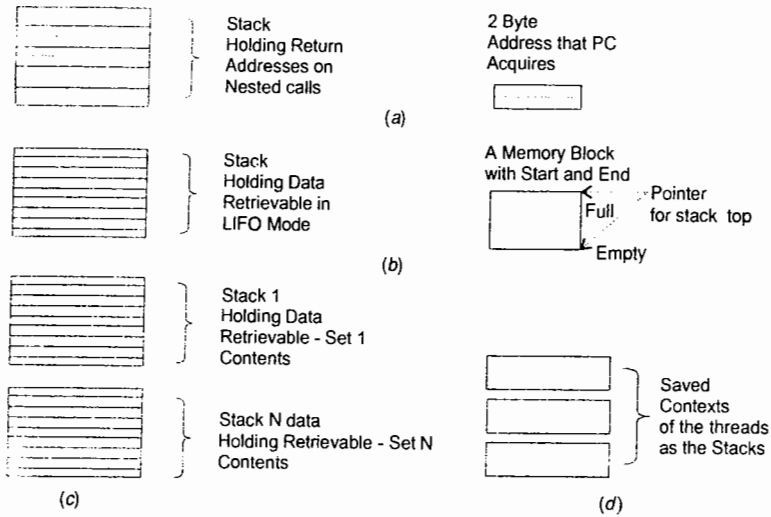 Stack
Holding Return
Addresses on
Nested calls
2 Byte
Address that PC
Acquires
(a)
Stack
Holding Data
Retrievable in
LIFO Mode
A Memory Block
with Start and End
Full
Pointer
for stack top
Empty
(b)
Stack 1
Holding Data
Retrievable - Set 1
Contents
Stack N data
Holding Retrievable - Set N
Contents
(c)
Saved
Contexts
of the threads
as the Stacks
(d)